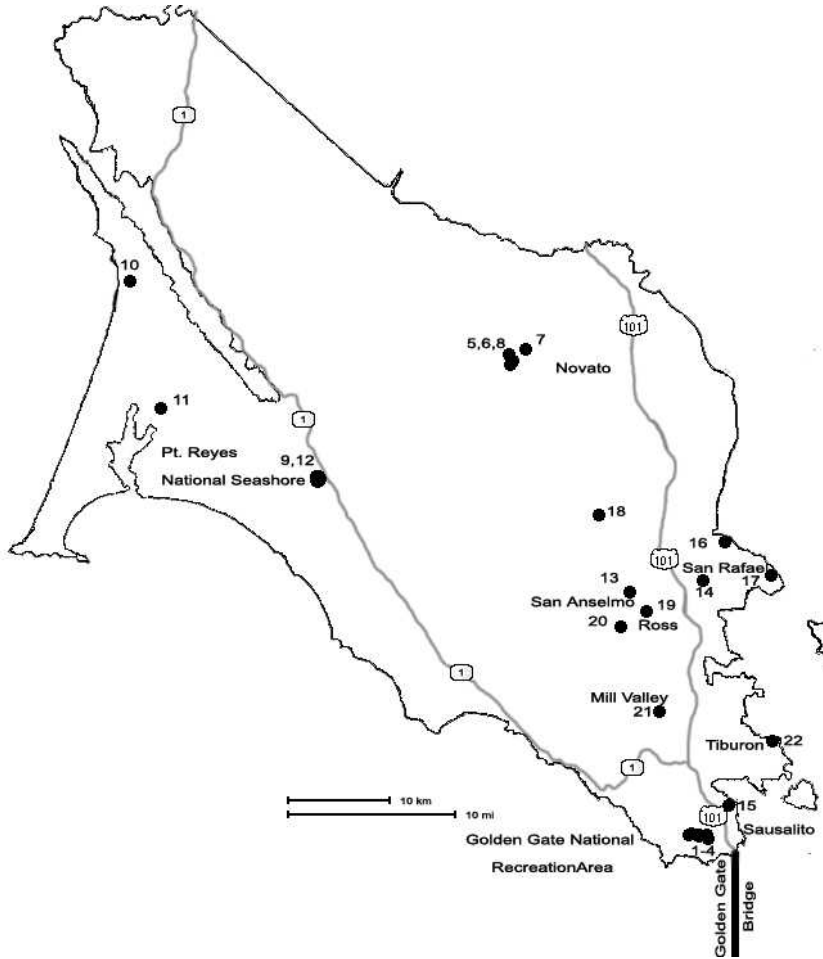 1
10
101
5,6,8
7
Novato
11
1
Pt. Reyes
9,12
National Seashore
18
16
101
San Rafael
17
13
14
San Anselmo
19
20
Ross
1
Mill Valley
21
Tiburon
22
1
10 km
15
10 mi
101
Sausalito
Golden Gate National
1-4
RecreationArea
Golden Gate
Bridge